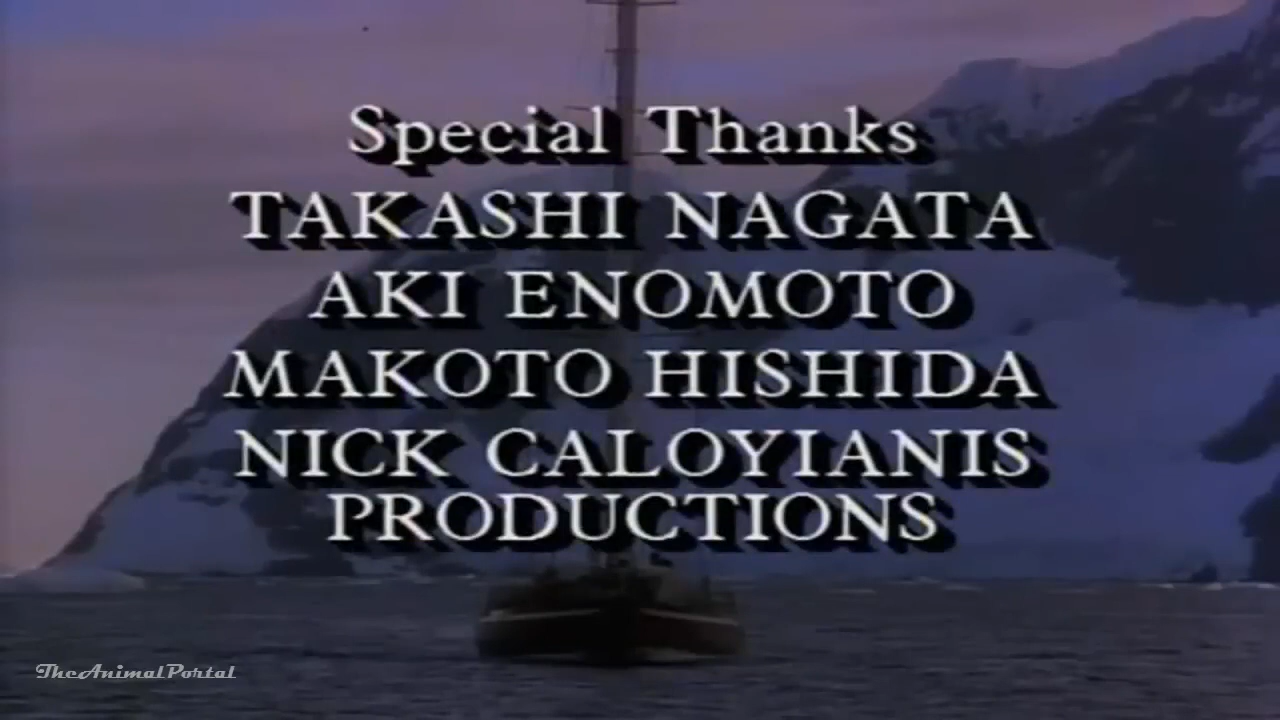 Special Thanks
TAKASHI NAGATA
AKI ENOMOTO
MAKOTO HISHIDA
NICK CALOYIANIS
PRODUCTIONS
TheAnimalPortal